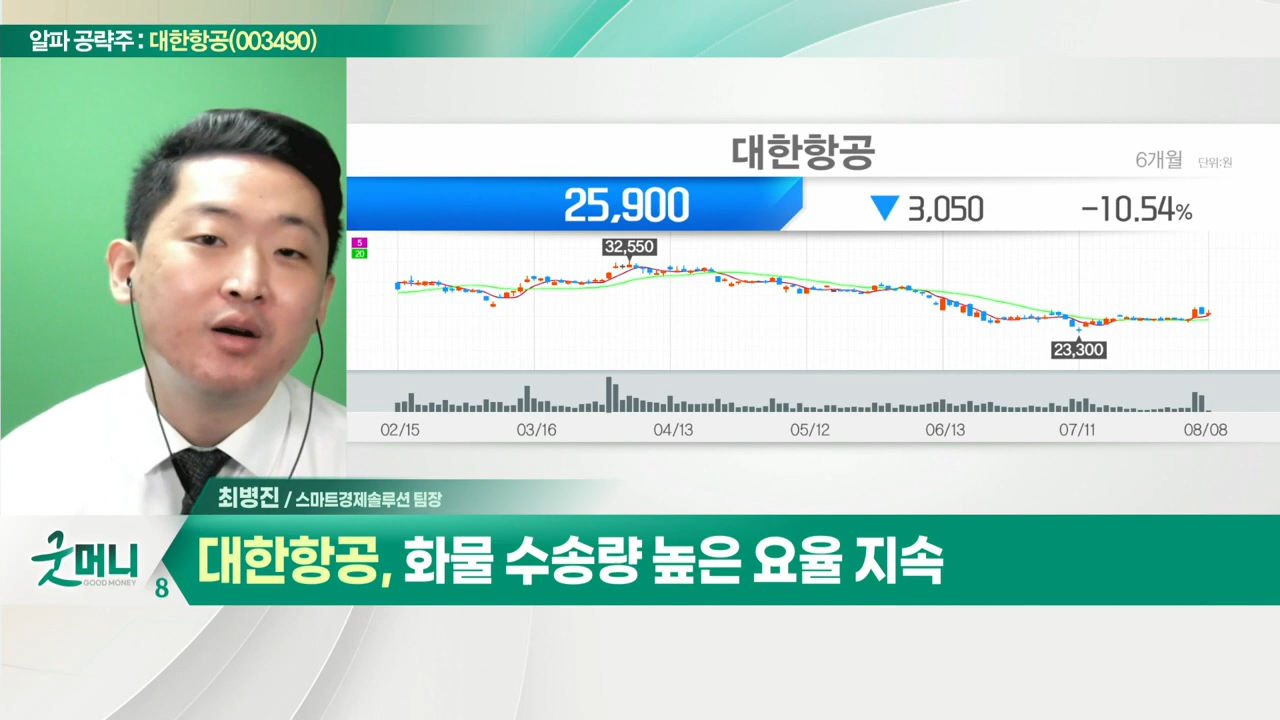 알파 공략주 : 대한항공(003490)
대한항공
6개월 단위:원
25,900 ▼ 3,050 -10.54%
5
20
32,550
23,300
02/15 03/16 04/13 05/12 06/13 07/11 08/08
최병진 / 스마트경제솔루션 팀장
굿머니
GOOD MONEY
8
대한항공, 화물 수송량 높은 요율 지속